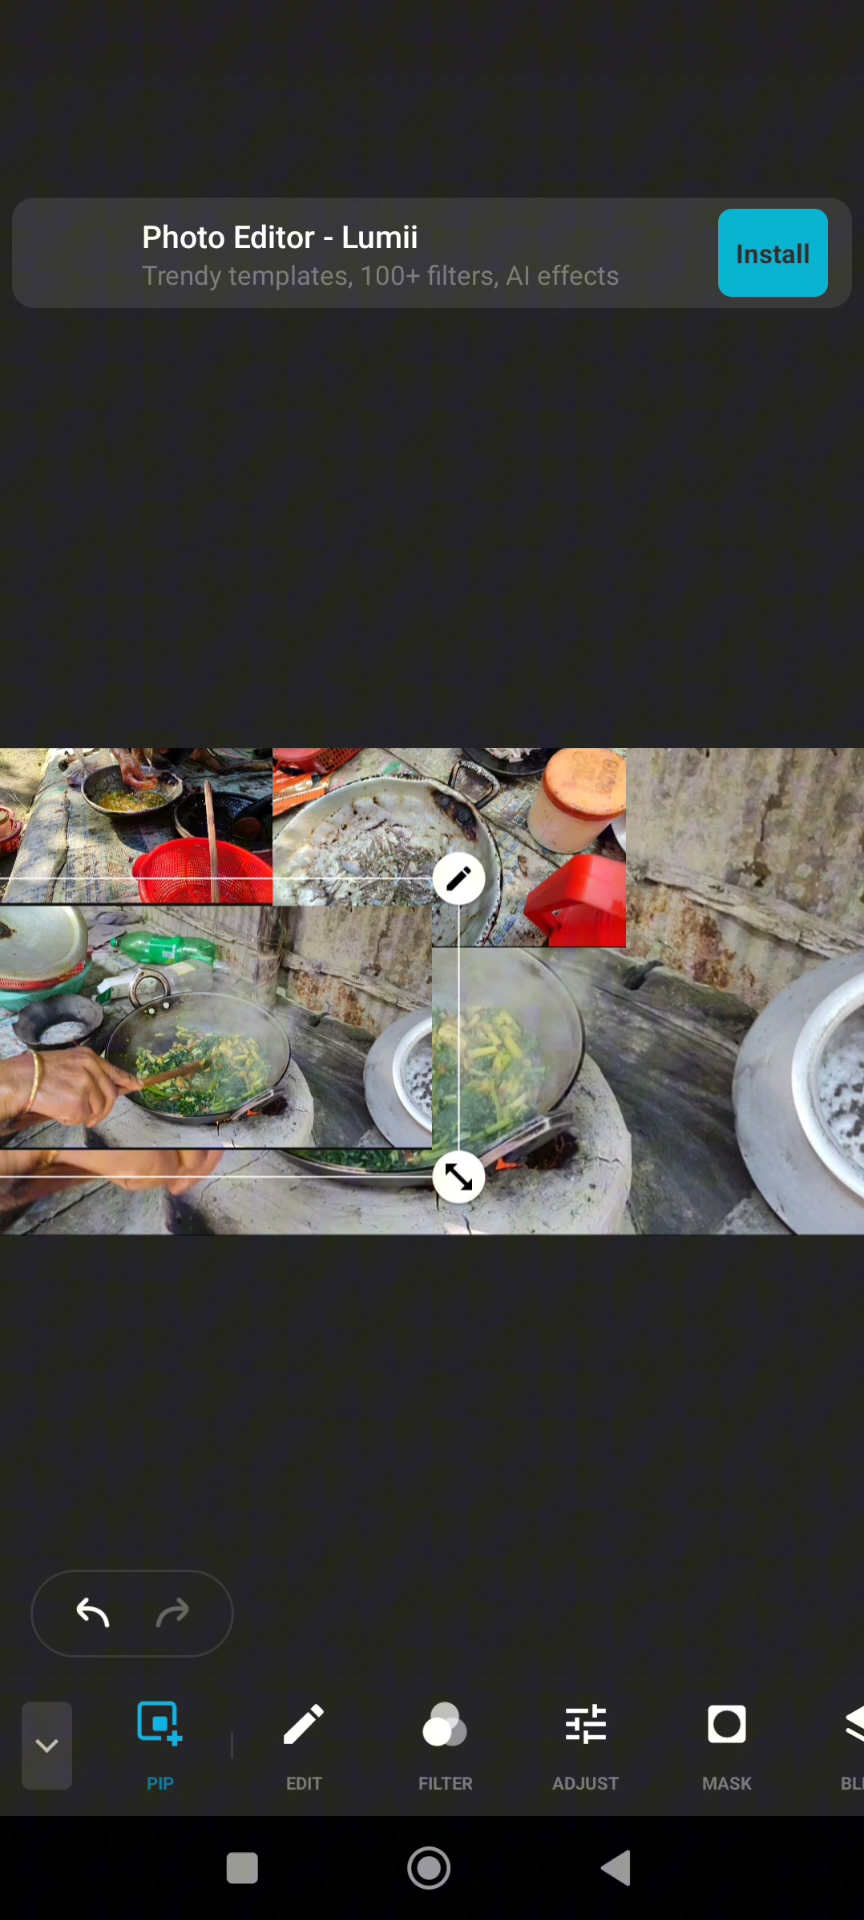 Photo Editor - Lumii
Trendy templates, 100+ filters, AI effects
Install
PIP
EDIT
FILTER
ADJUST
MASK